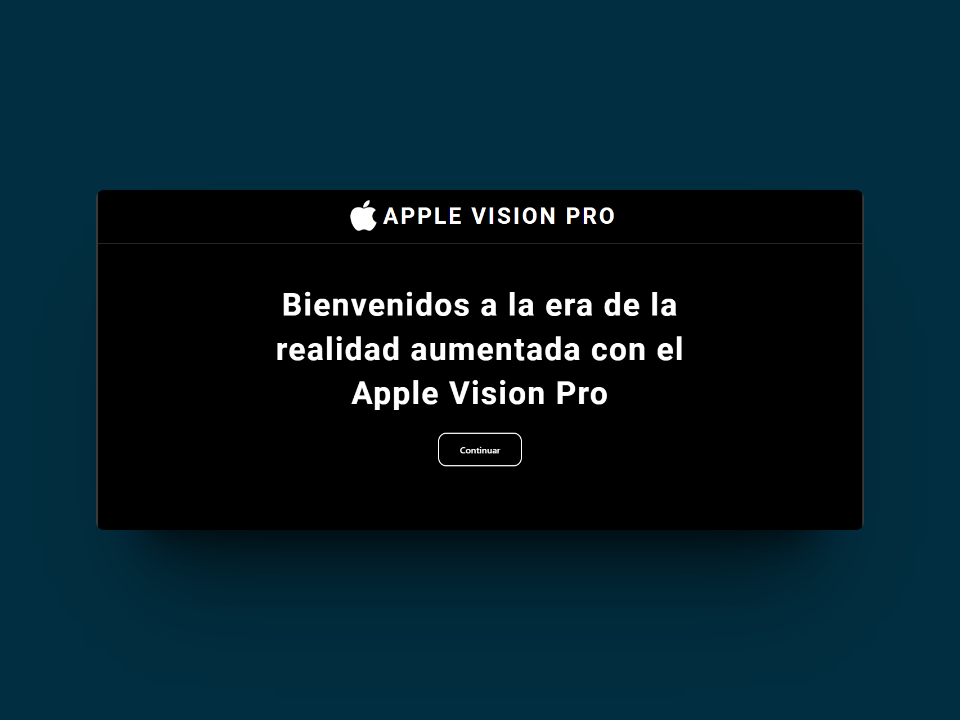 APPLE VISION PRO
Bienvenidos a la era de la
realidad aumentada con el
Apple Vision Pro
Continuar